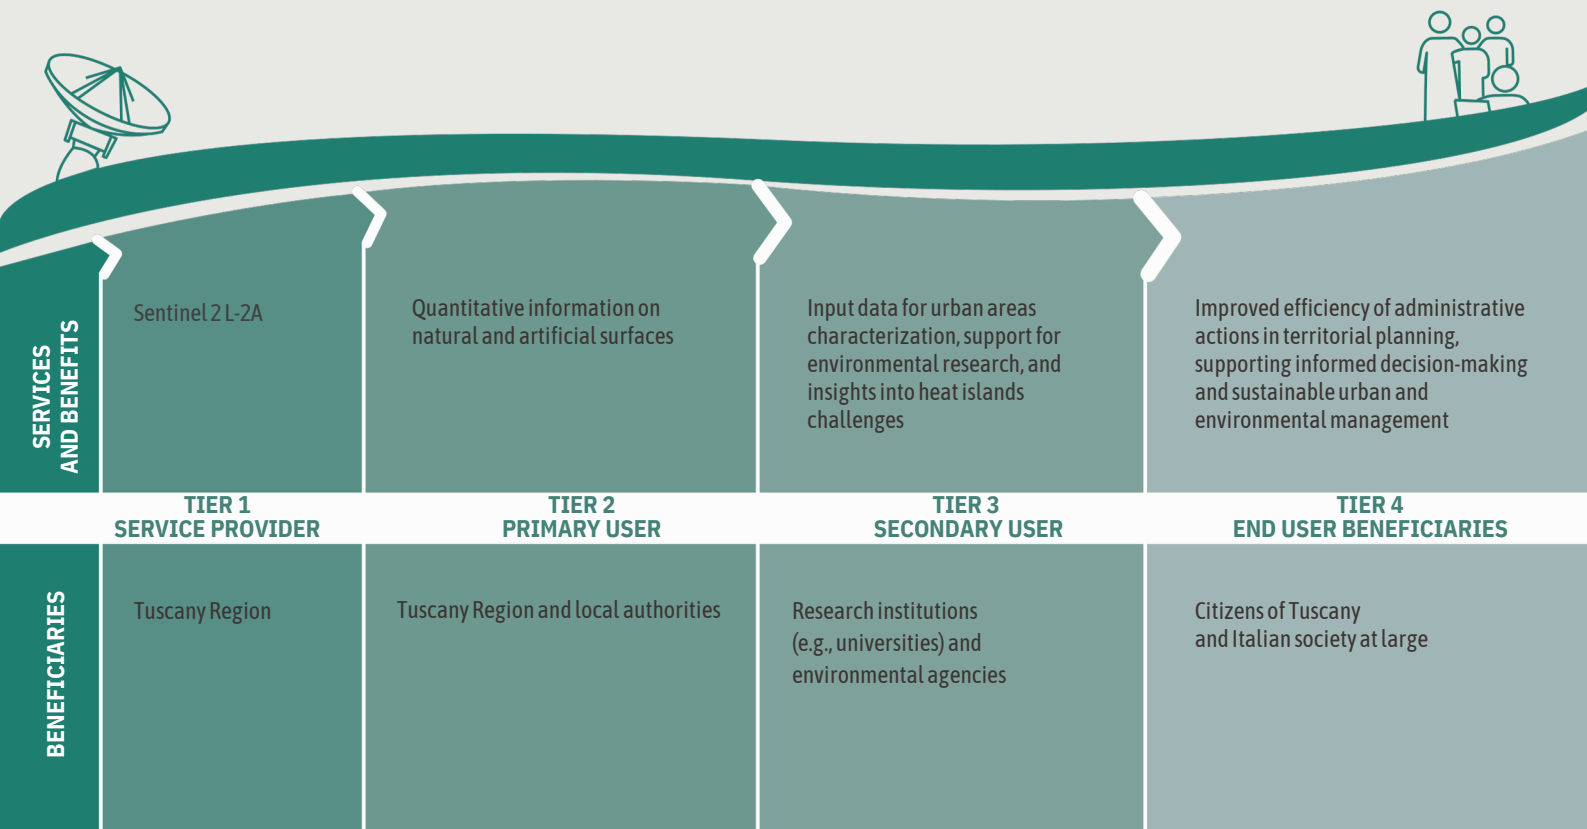 SERVICES
AND BENEFITS
Sentinel 2 L-2A
Quantitative information on
natural and artificial surfaces
Input data for urban areas
characterization, support for
environmental research, and
insights into heat islands
challenges
Improved efficiency of administrative
actions in territorial planning,
supporting informed decision-making
and sustainable urban and
environmental management
TIER 1
SERVICE PROVIDER
TIER 2
PRIMARY USER
TIER 3
SECONDARY USER
TIER 4
END USER BENEFICIARIES
BENEFICIARIES
Tuscany Region
Tuscany Region and local authorities
Research institutions
(e.g., universities) and
environmental agencies
Citizens of Tuscany
and Italian society at large